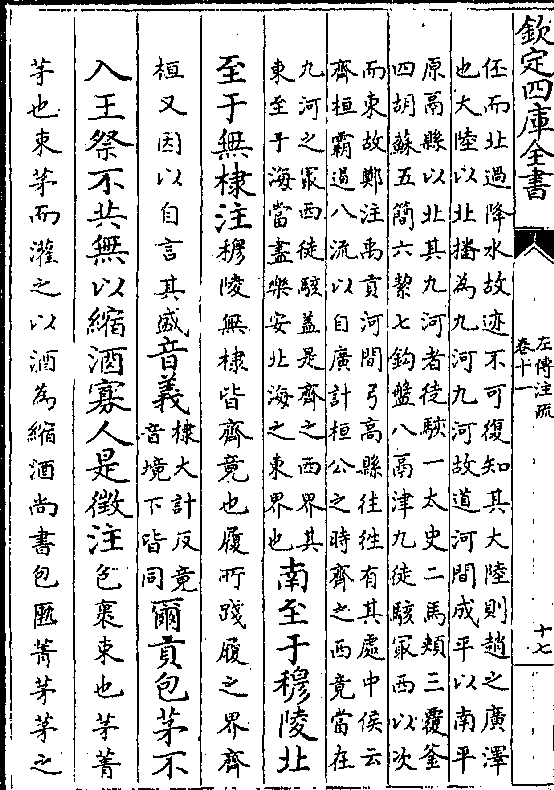 欽定四庫全書
左傳注疏
卷十一
十七
伾而北過降水故迹不可復知其大陸則趙之廣澤
也大陸以北播為九河九河故道河間成平以南平
原鬲縣以北其九河者徒駭一太史二馬頰三覆釜
四胡蘇五簡六絜七鈎盤八鬲津九徒駭最西以次
而東故鄭注禹貢河間弓高縣往往有其處中侯云
齊桓霸遏八流以自廣計桓公之時齊之西竟當在
九河之最西徒駭蓋是齊之西界其
東至于海當盡樂安北海之東界也
南至于穆陵北
至于無棣注穆陵無棣皆齊竟也履所踐履之界齊
桓又因以自言其盛音義
棣大計反竟
音境下皆同
爾貢包茅不
入王祭不共無以縮酒寡人是徵注包裹束也茅菁
茅也束茅而灌之以酒為縮酒尚書包匭菁茅茅之